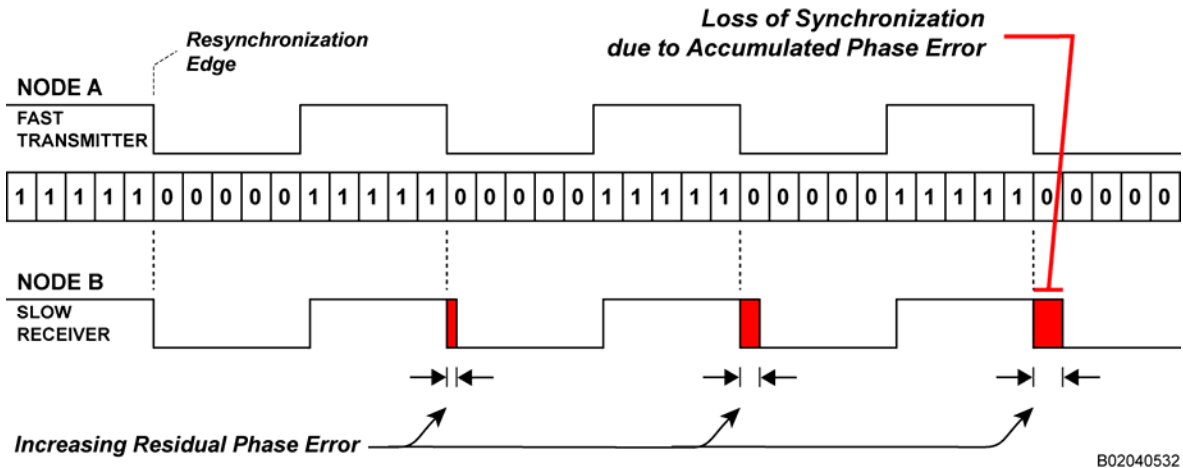 Loss of Synchronization
due to Accumulated Phase Error
Resynchronization
Edge
NODE A
FAST
TRANSMITTER
1 1 1 1 1 0 0 0 0 0 1 1 1 1 1 0 0 0 0 0 1 1 1 1 1 0 0 0 0 0 1 1 1 1 1 0 0 0 0 0
NODE B
SLOW
RECEIVER
Increasing Residual Phase Error
B02040532